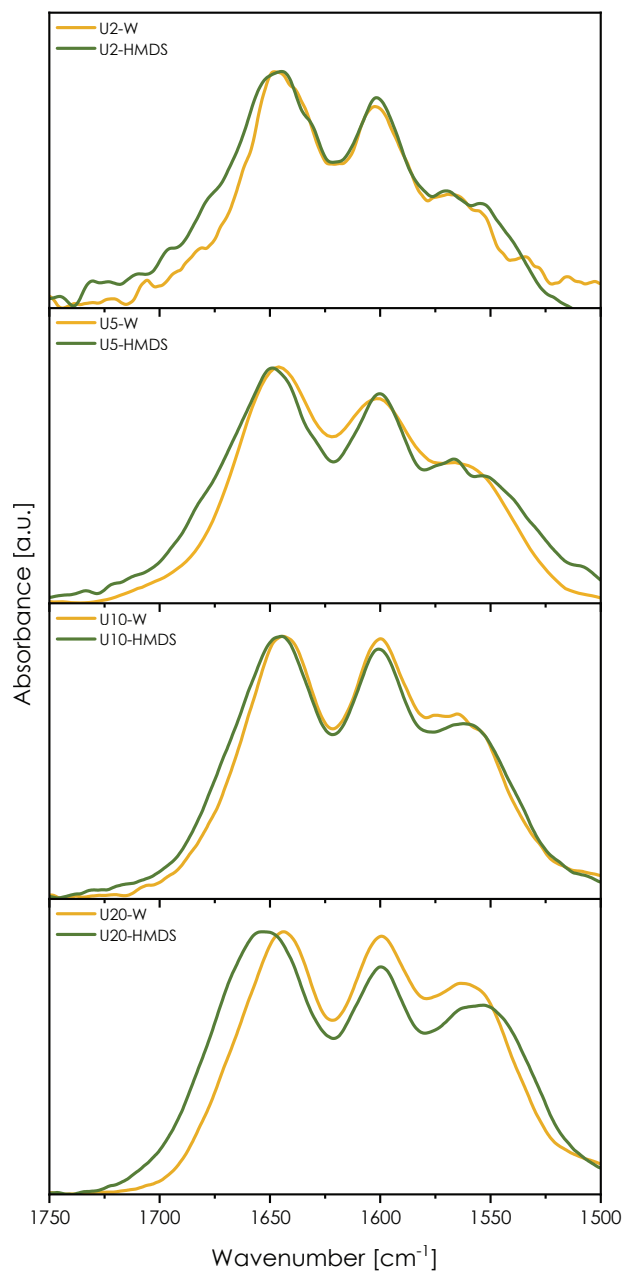 U2-W
U2-HMDS
U5-W
U5-HMDS
Absorbance [a.u.]
U10-W
U10-HMDS
U20-W
U20-HMDS
1750 1700 1650 1600 1550 1500
Wavenumber [cm⁻¹]